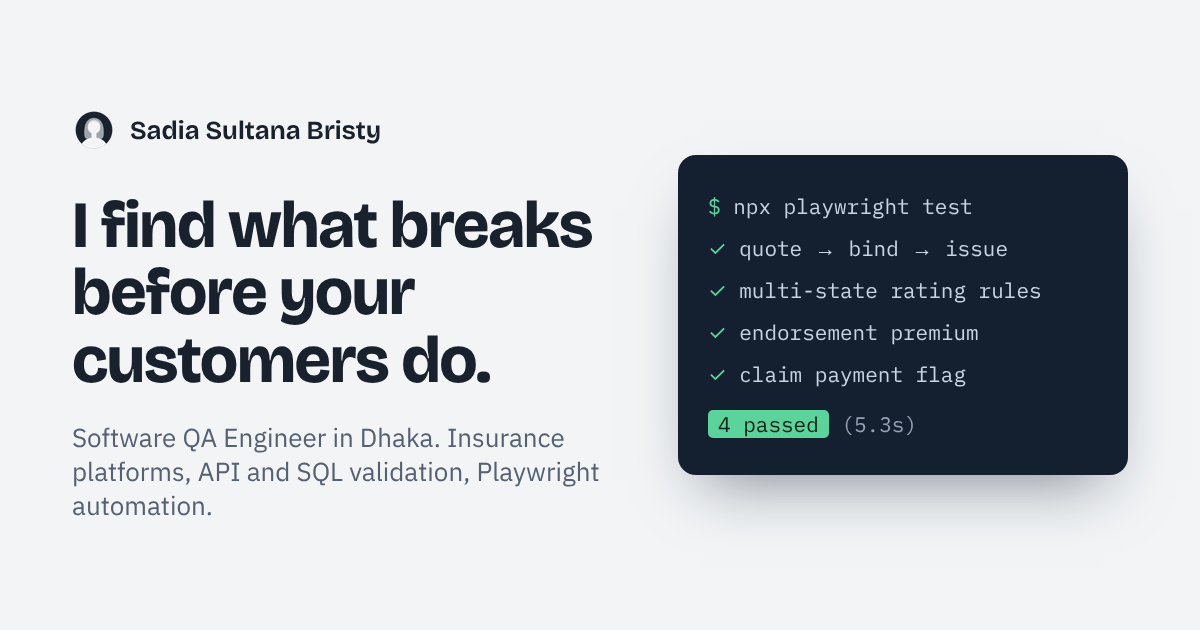 Sadia Sultana Bristy
I find what breaks
before your
customers do.
Software QA Engineer in Dhaka. Insurance
platforms, API and SQL validation, Playwright
automation.
$ npx playwright test
✓ quote → bind → issue
✓ multi-state rating rules
✓ endorsement premium
✓ claim payment flag
4 passed (5.3s)